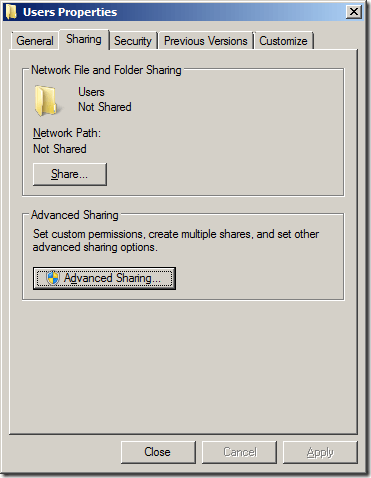 Users Properties
General Sharing Security Previous Versions Customize
Network File and Folder Sharing
Users
Not Shared
Network Path:
Not Shared
Share...
Advanced Sharing
Set custom permissions, create multiple shares, and set other
advanced sharing options.
Advanced Sharing...
Close Cancel Apply